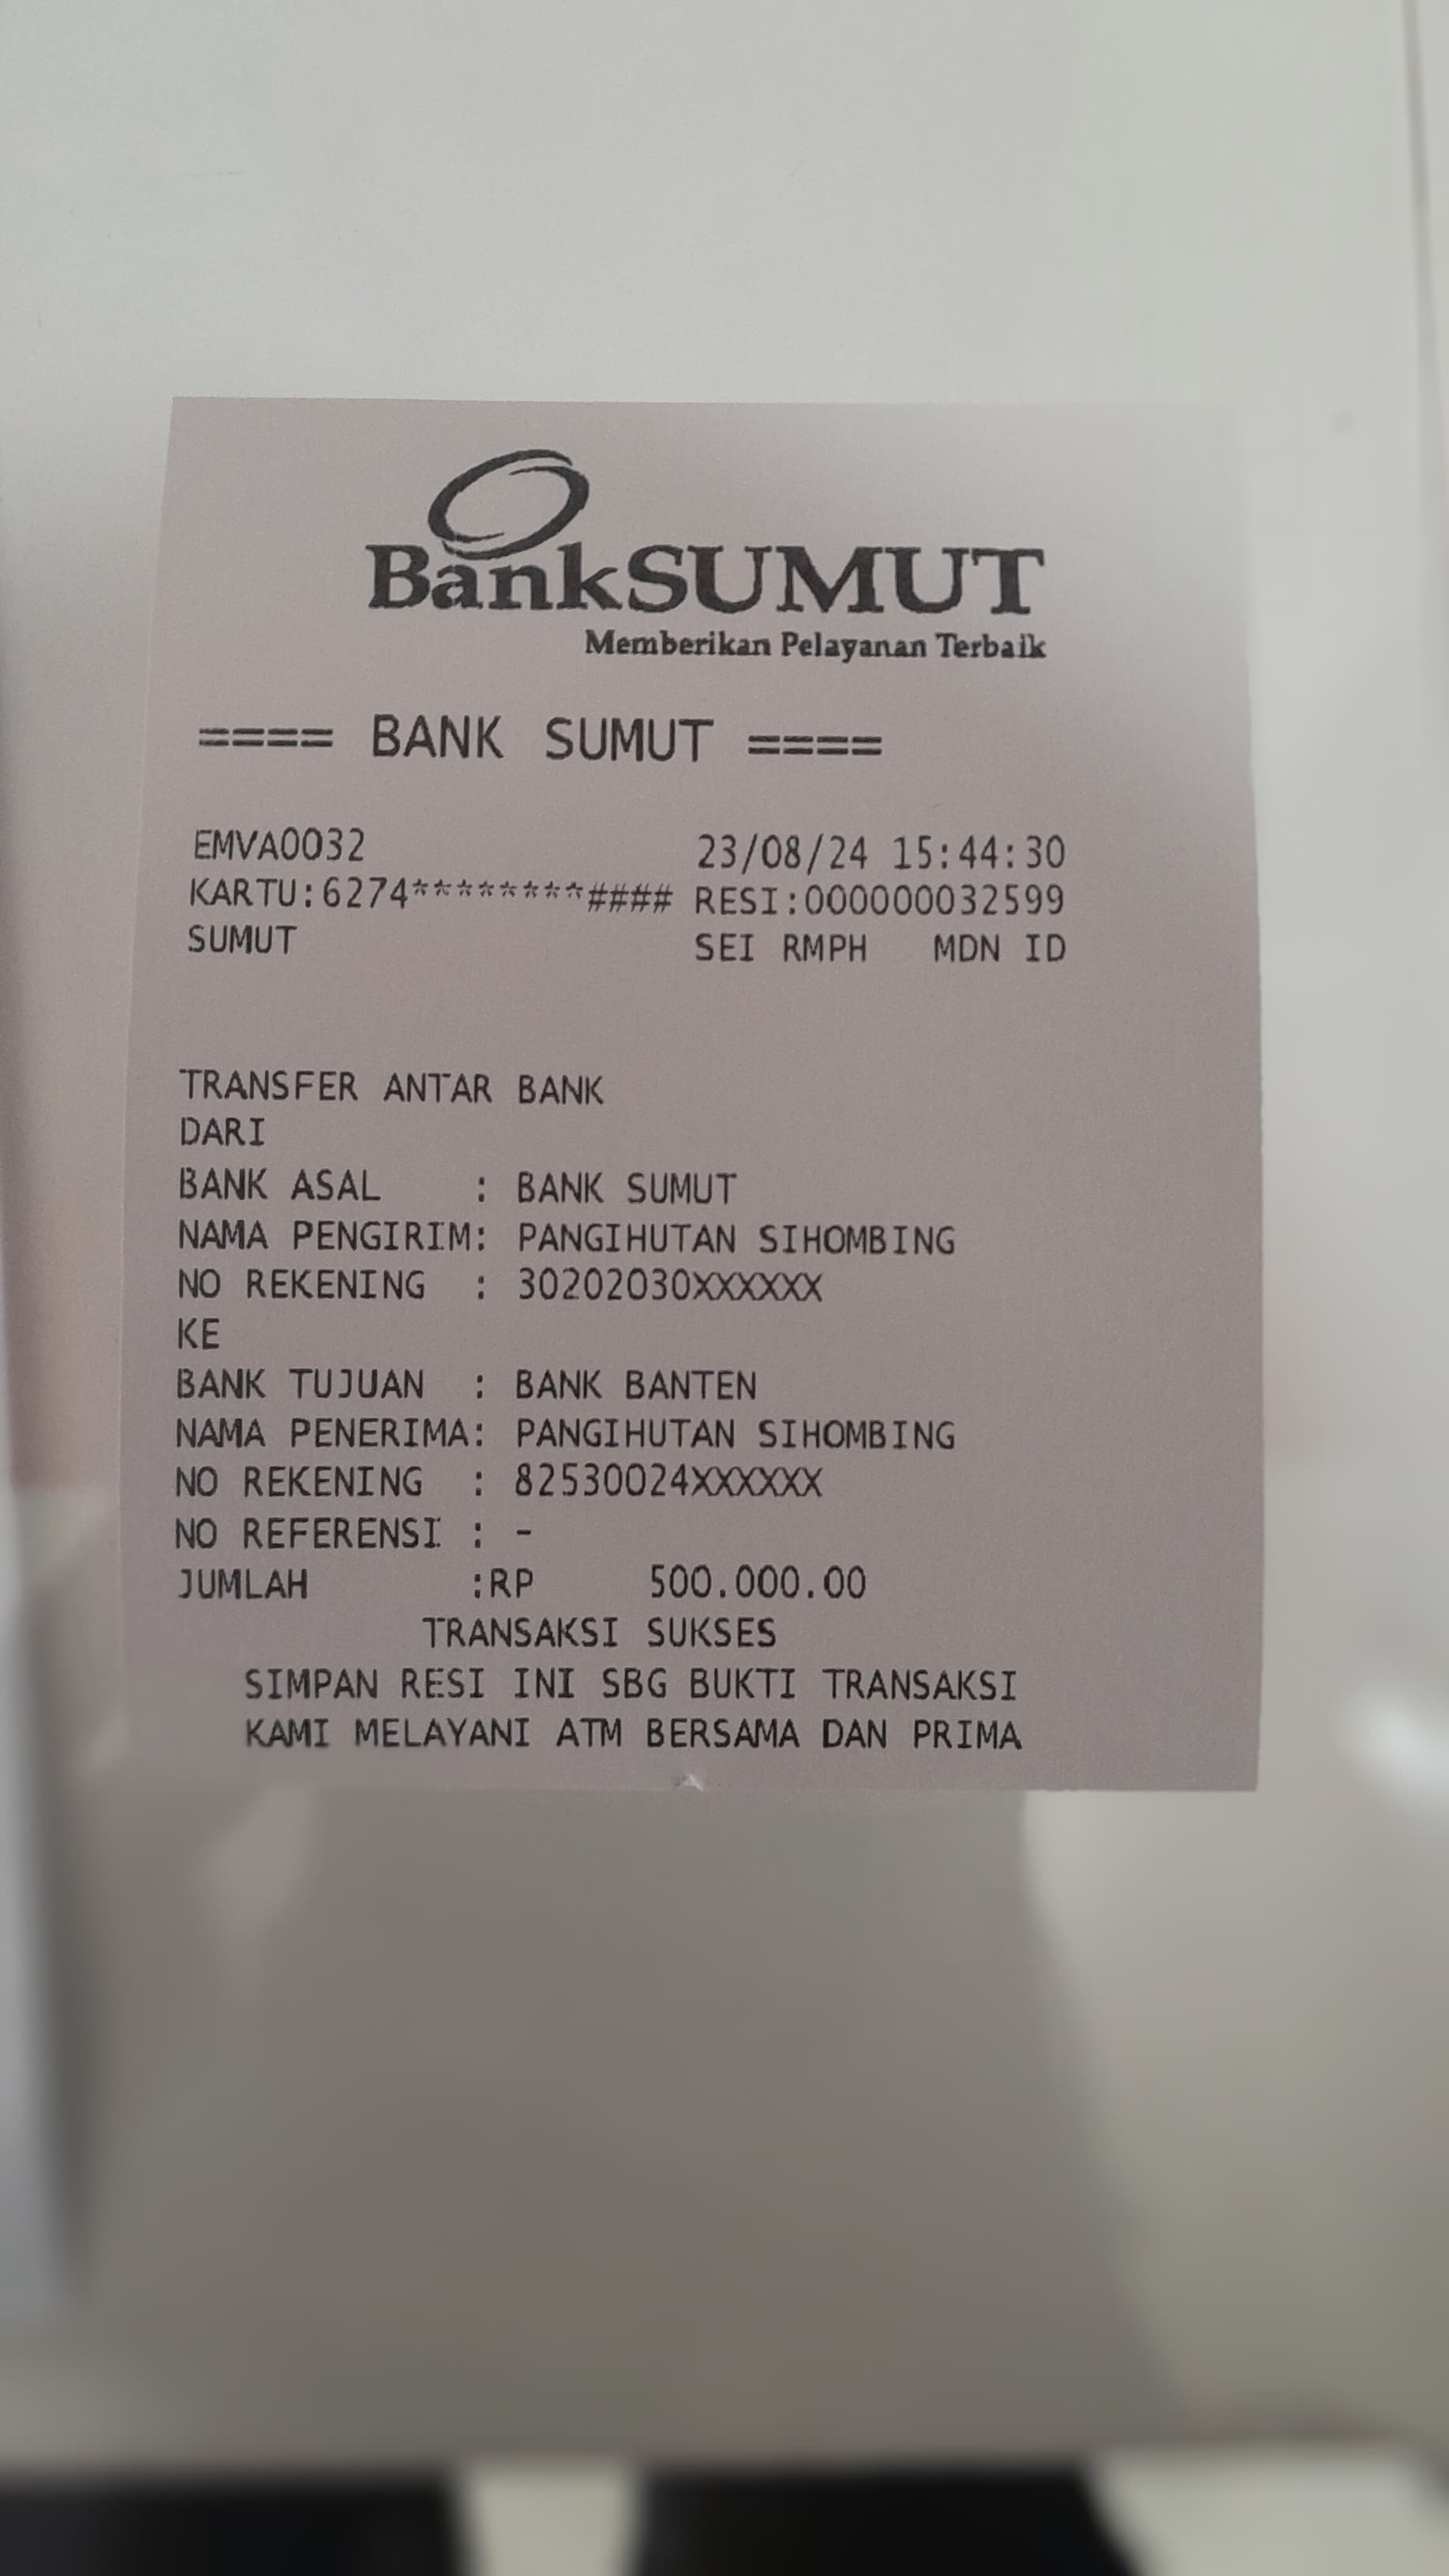 BankSUMUT
Memberikan Pelayanan Terbaik
==== BANK SUMUT ====
EMVA0032 23/08/24 15:44:30
KARTU:6274********#### RESI:000000032599
SUMUT SEI RMPH MDN ID
TRANSFER ANTAR BANK
DARI
BANK ASAL : BANK SUMUT
NAMA PENGIRIM: PANGIHUTAN SIHOMBING
NO REKENING : 30202030XXXXXX
KE
BANK TUJUAN : BANK BANTEN
NAMA PENERIMA: PANGIHUTAN SIHOMBING
NO REKENING : 82530024XXXXXX
NO REFERENSI : -
JUMLAH :RP 500.000.00
TRANSAKSI SUKSES
SIMPAN RESI INI SBG BUKTI TRANSAKSI
KAMI MELAYANI ATM BERSAMA DAN PRIMA